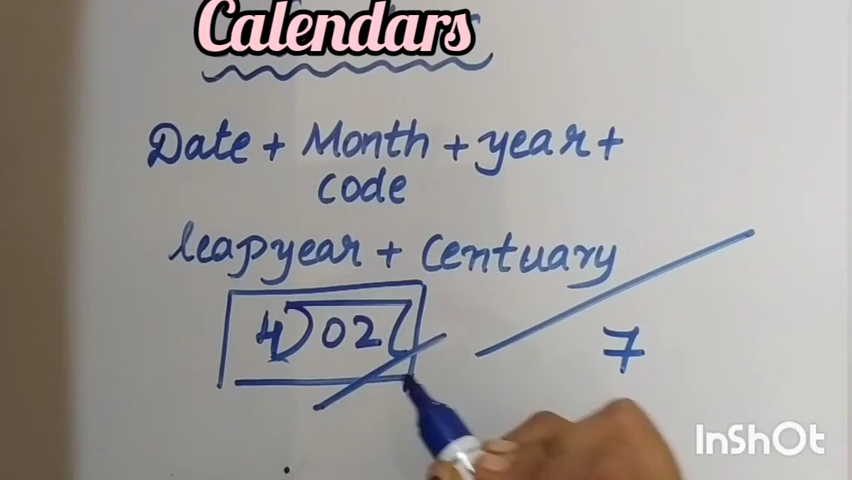 Calendars
Date + Month + year +
code
leapyear + Centuary
4)02(
7
InShOt